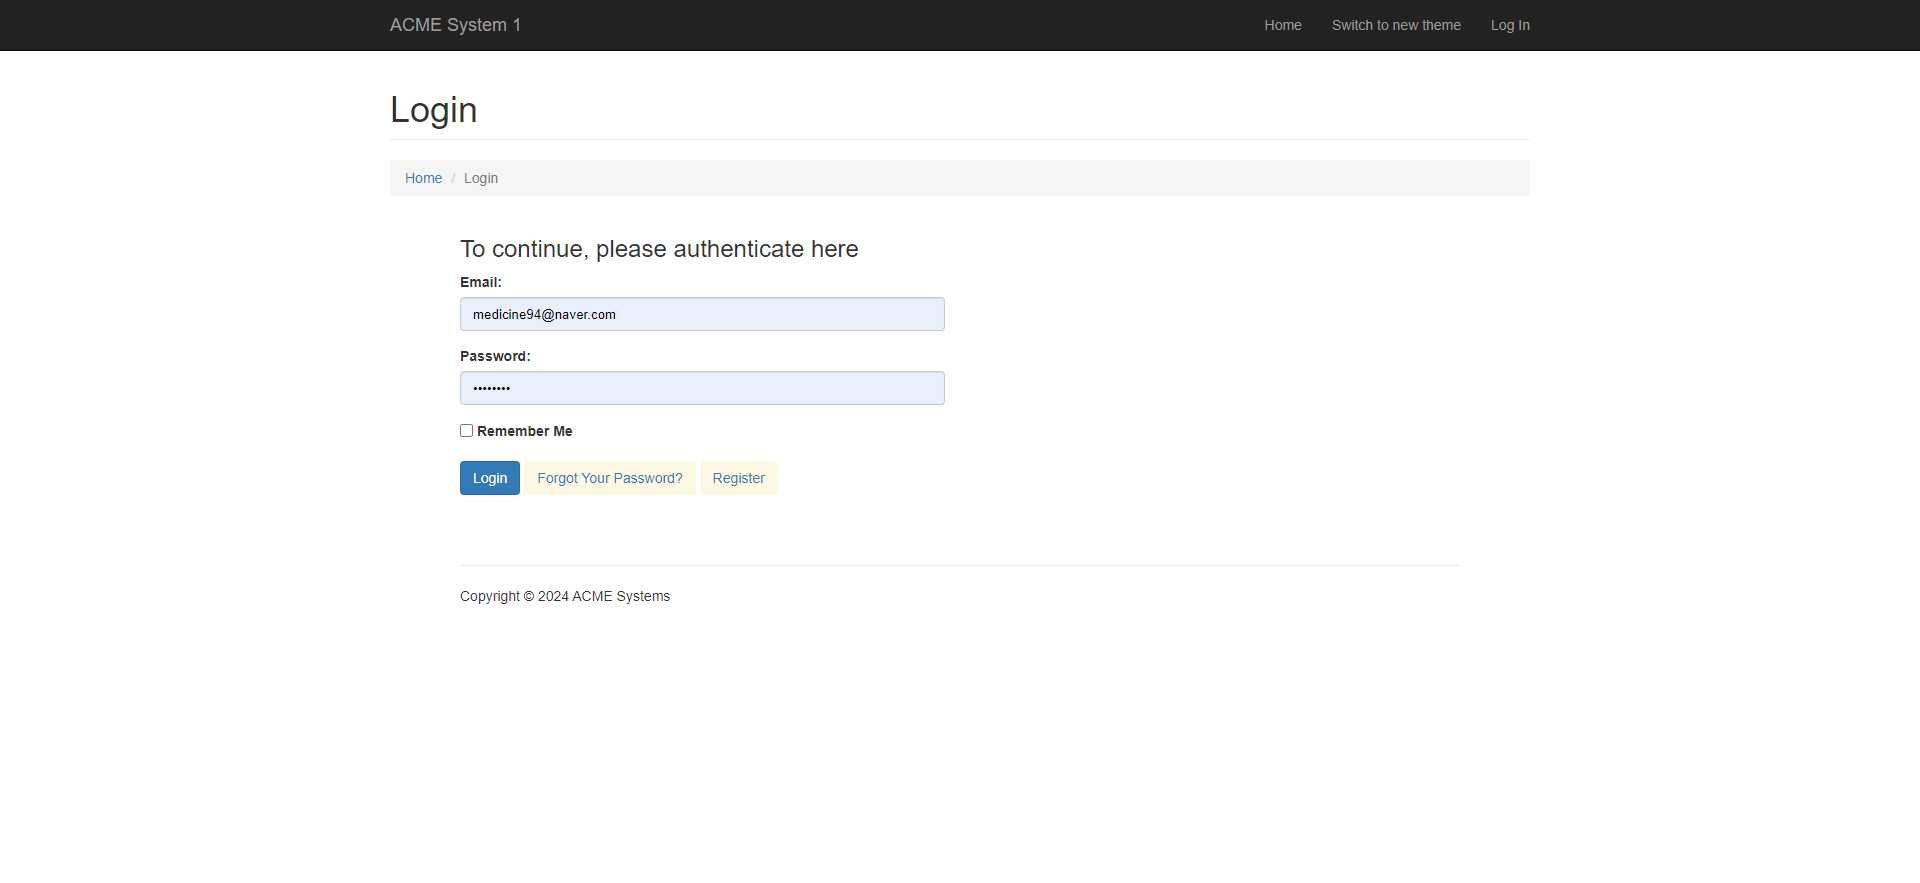 ACME System 1 Home Switch to new theme Log In
Login
Home / Login
To continue, please authenticate here
Email:
medicine94@naver.com
Password:
••••••••
Remember Me
Login Forgot Your Password? Register
Copyright © 2024 ACME Systems